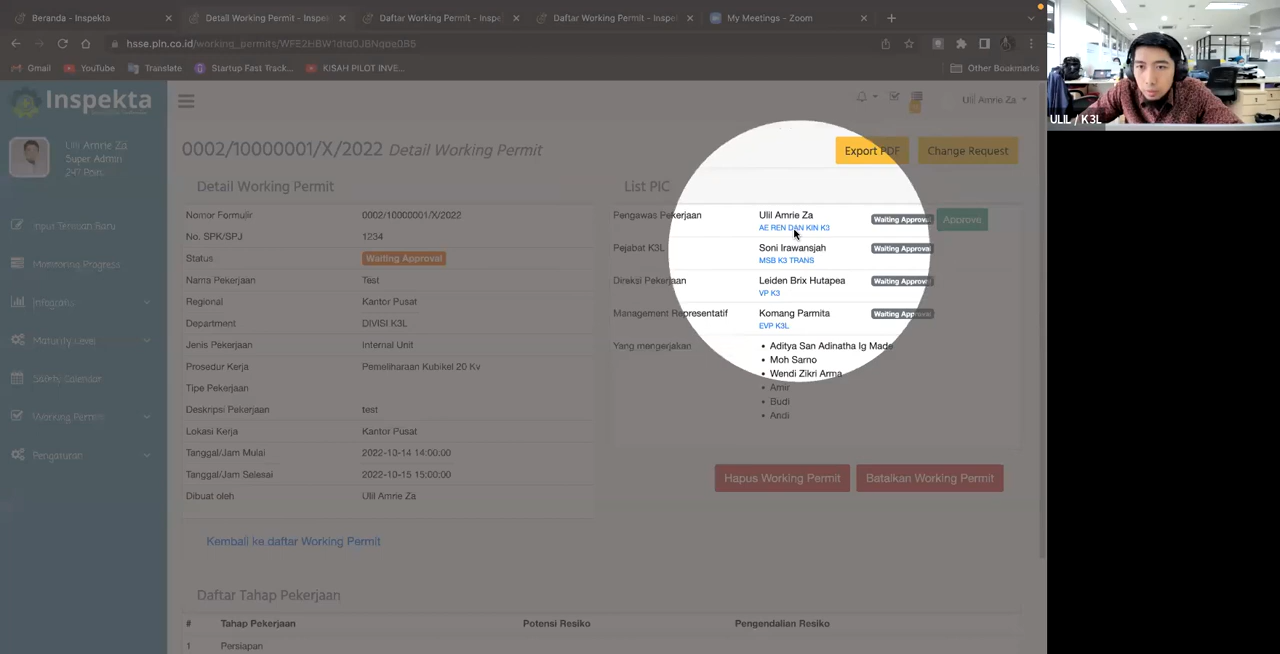 Beranda - Inspekta
Detail Working Permit - Inspek
Daftar Working Permit - Inspe
Daftar Working Permit - Inspe
My Meetings - Zoom
Gmail
YouTube
Translate
Startup Fast Track...
KISAH PILOT INVE...
Other Bookmarks
Inspekta
Ulil Amrie Za
Super Admin
Ulil Amrie Za
ULIL / K3L
0002/10000001/X/2022 Detail Working Permit
Export PDF
Change Request
Input Temuan Baru
Monitoring Progress
Integrafis
Maturity Level
Safety Calendar
Working Permit
Pengaturan
Detail Working Permit
Nomor Formulir 0002/10000001/X/2022
No. SPK/SPJ 1234
Status Waiting Approval
Nama Pekerjaan Test
Regional Kantor Pusat
Department DIVISI K3L
Jenis Pekerjaan Internal Unit
Prosedur Kerja Pemeliharaan Kubikel 20 Kv
Tipe Pekerjaan
Deskripsi Pekerjaan test
Lokasi Kerja Kantor Pusat
Tanggal/Jam Mulai 2022-10-14 14:00:00
Tanggal/Jam Selesai 2022-10-15 15:00:00
Dibuat oleh Ulil Amrie Za
List PIC
Pengawas Pekerjaan Ulil Amrie Za Waiting Approval Approve
AE REN DAN KIN K3
Pejabat K3L Soni Irawansjah Waiting Approval
MSB K3 TRANS
Direksi Pekerjaan Leiden Brix Hutapea Waiting Approval
VP K3
Management Representatif Komang Parmita Waiting Approval
EVP K3L
Yang mengerjakan • Aditya San Adinatha Ig Made
• Moh Sarno
• Wendi Zikri Arma
• Amir
• Budi
• Andi
Hapus Working Permit
Batalkan Working Permit
Kembali ke daftar Working Permit
Daftar Tahap Pekerjaan
# Tahap Pekerjaan Potensi Resiko Pengendalian Resiko
1 Persiapan